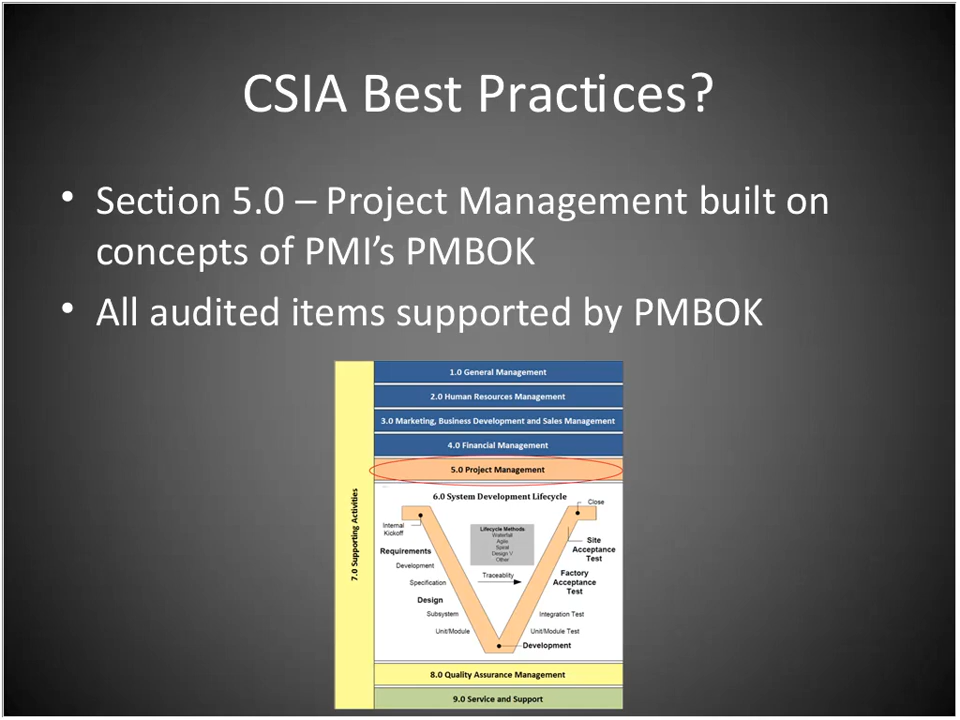 CSIA Best Practices?
• Section 5.0 – Project Management built on
concepts of PMI’s PMBOK
• All audited items supported by PMBOK
7.0 Supporting Activities
1.0 General Management
2.0 Human Resources Management
3.0 Marketing, Business Development and Sales Management
4.0 Financial Management
5.0 Project Management
6.0 System Development Lifecycle
Internal
Kickoff
Requirements
Development
Specification
Design
Subsystem
Unit/Module
Lifecycle Methods
Waterfall
Agile
Spiral
Design V
Other
Traceablity
Close
Site
Acceptance
Test
Factory
Acceptance
Test
Integration Test
Unit/Module Test
Development
8.0 Quality Assurance Management
9.0 Service and Support